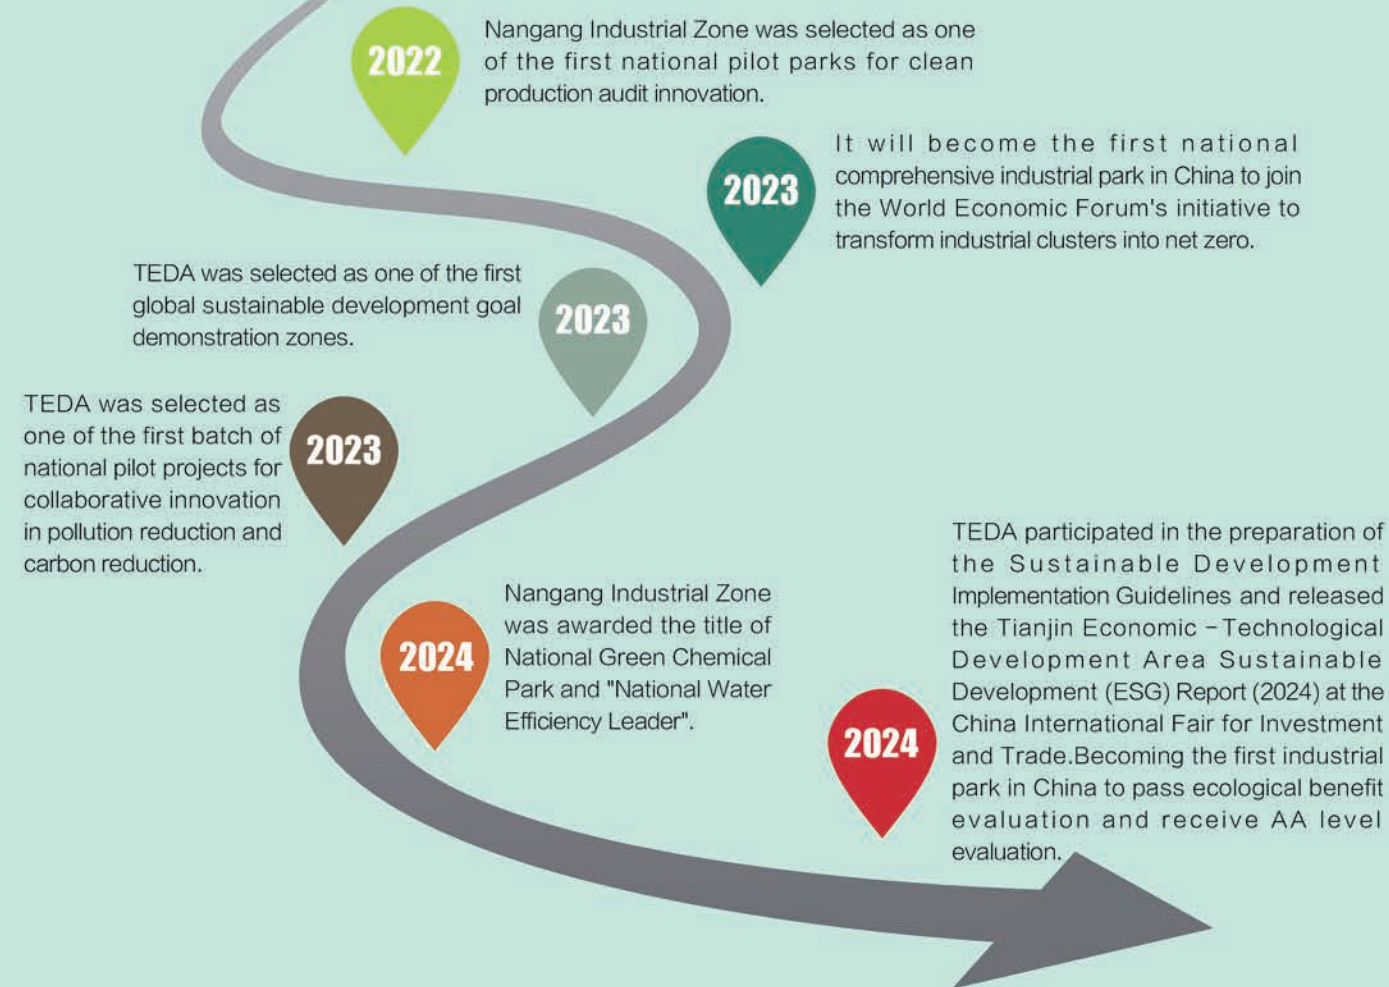 2022
Nangang Industrial Zone was selected as one
of the first national pilot parks for clean
production audit innovation.
2023
It will become the first national
comprehensive industrial park in China to join
the World Economic Forum's initiative to
transform industrial clusters into net zero.
TEDA was selected as one of the first
global sustainable development goal
demonstration zones.
2023
TEDA was selected as
one of the first batch of
national pilot projects for
collaborative innovation
in pollution reduction and
carbon reduction.
2023
2024
Nangang Industrial Zone
was awarded the title of
National Green Chemical
Park and "National Water
Efficiency Leader".
2024
TEDA participated in the preparation of
the Sustainable Development
Implementation Guidelines and released
the Tianjin Economic –Technological
Development Area Sustainable
Development (ESG) Report (2024) at the
China International Fair for Investment
and Trade.Becoming the first industrial
park in China to pass ecological benefit
evaluation and receive AA level
evaluation.